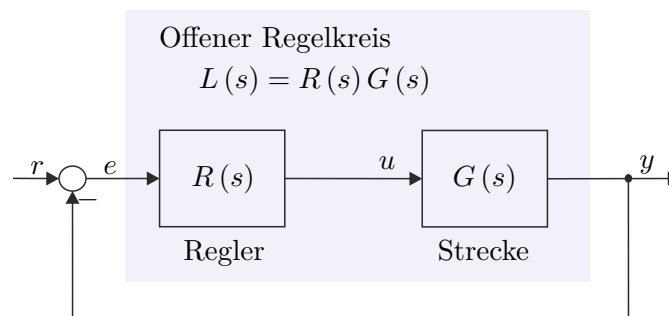 Offener Regelkreis
L (s) = R (s) G (s)
r
e
R (s)
u
G (s)
y
−
Regler
Strecke